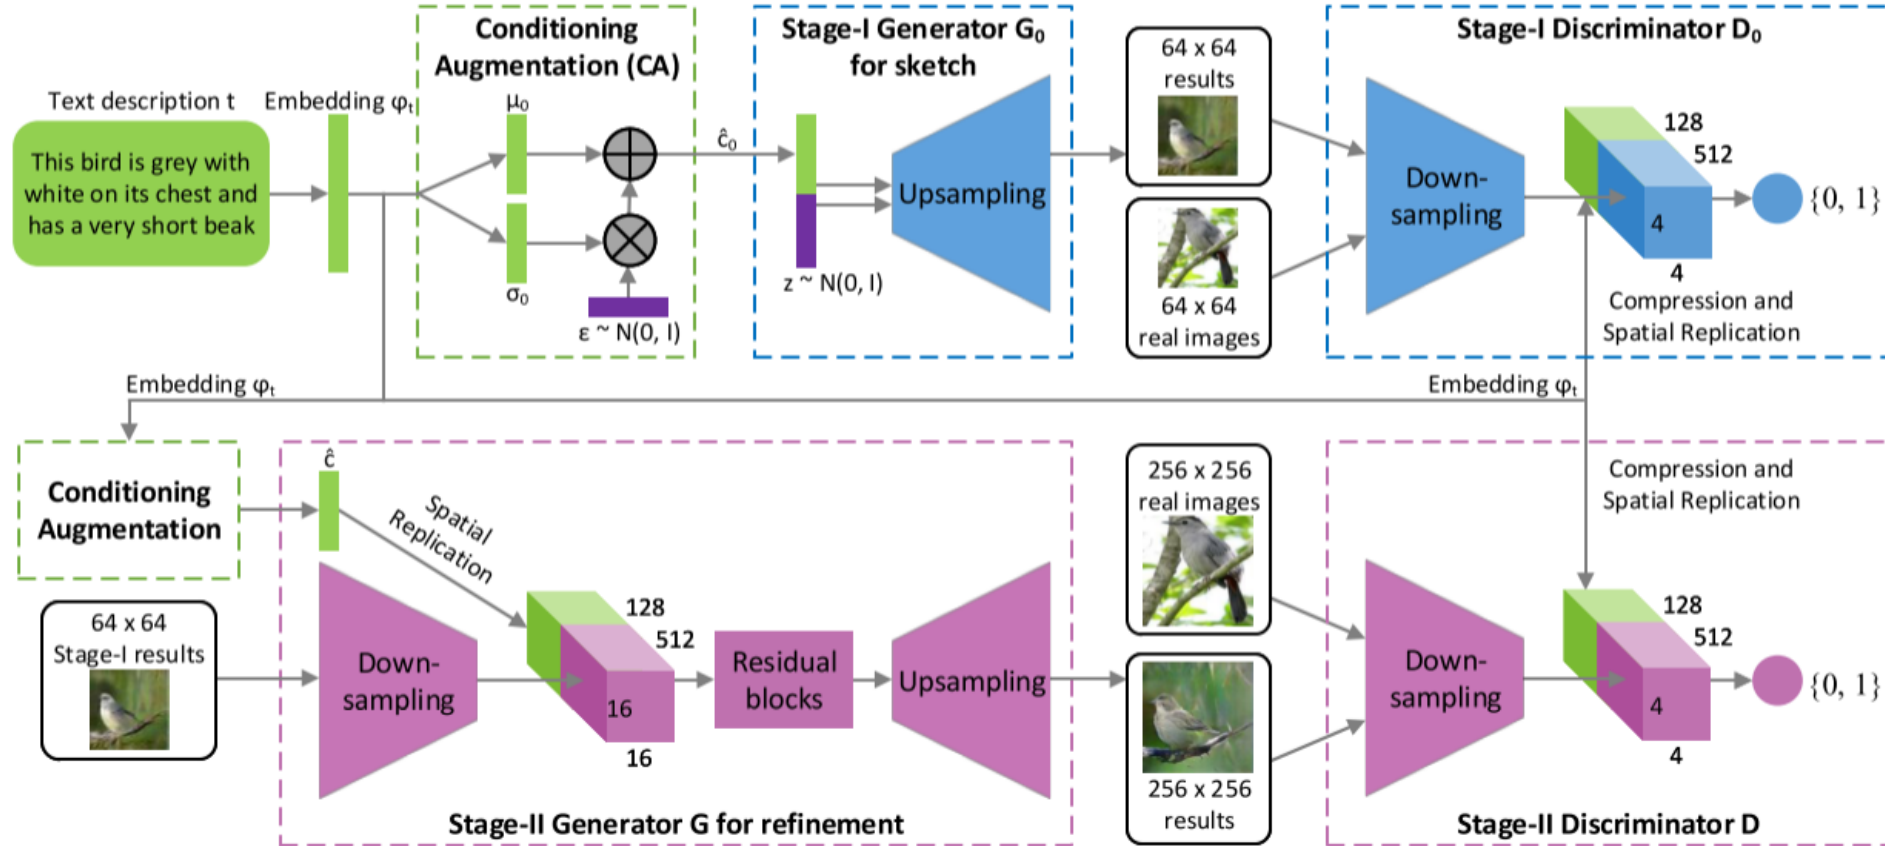 Conditioning
Augmentation (CA)
Stage-I Generator G₀
for sketch
64 x 64
results
Stage-I Discriminator D₀
Text description t
Embedding φₜ
μ₀
This bird is grey with
white on its chest and
has a very short beak
ĉ₀
Upsampling
Down-
sampling
128
512
4
4
{0, 1}
σ₀
ε ~ N(0, I)
z ~ N(0, I)
64 x 64
real images
Compression and
Spatial Replication
Embedding φₜ
Embedding φₜ
Conditioning
Augmentation
ĉ
Spatial
Replication
256 x 256
real images
Compression and
Spatial Replication
64 x 64
Stage-I results
Down-
sampling
128
512
16
16
Residual
blocks
Upsampling
256 x 256
results
Down-
sampling
128
512
4
4
{0, 1}
Stage-II Generator G for refinement
Stage-II Discriminator D